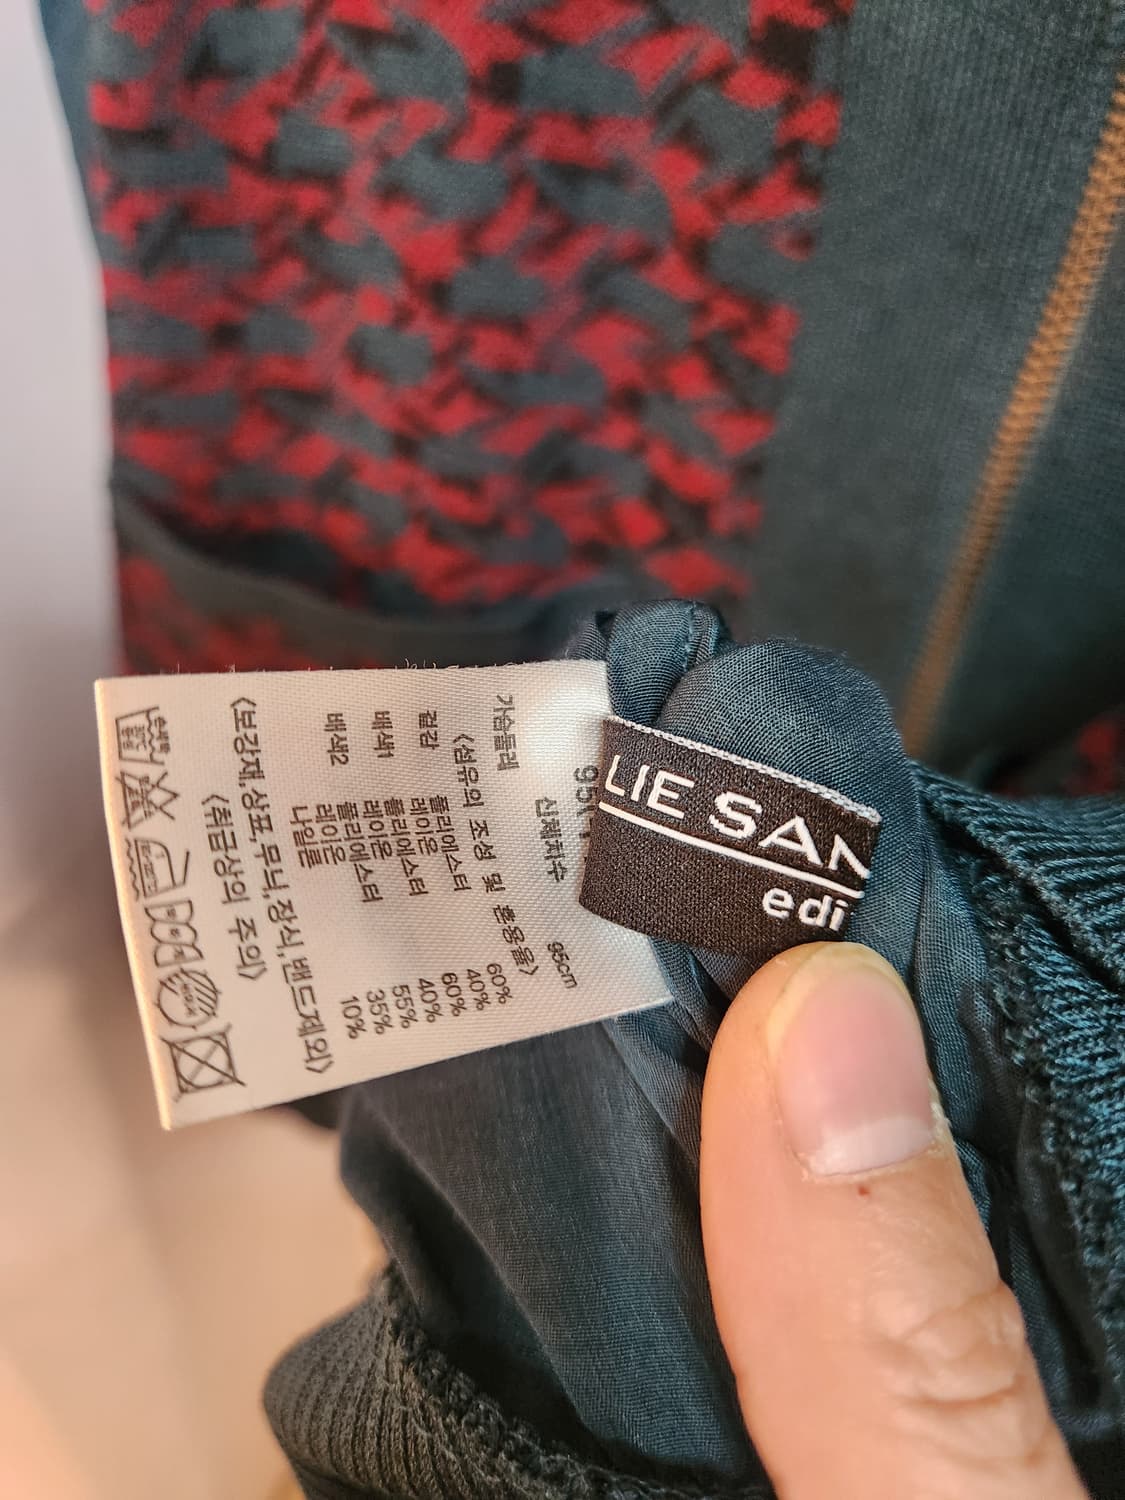 LIE SAN
edi
95(
신체치수
가슴둘레 95cm
<섬유의 조성 및 혼용율>
겉감 폴리에스터 60%
레이온 40%
배색1 폴리에스터 60%
레이온 40%
배색2 폴리에스터 55%
레이온 35%
나일론 10%
<보강재,상표,무늬,장식,밴드제외>
<취급상의 주의>